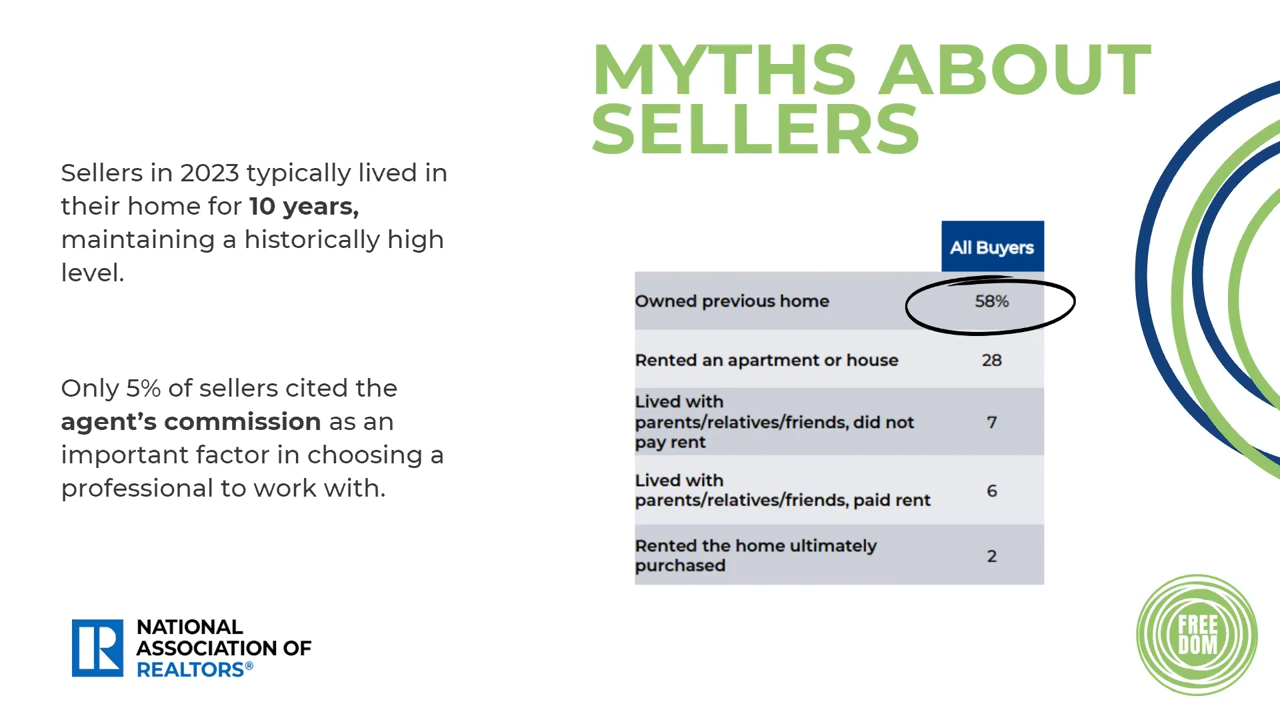 MYTHS ABOUT
SELLERS
Sellers in 2023 typically lived in
their home for 10 years,
maintaining a historically high
level.
Only 5% of sellers cited the
agent’s commission as an
important factor in choosing a
professional to work with.
All Buyers
Owned previous home 58%
Rented an apartment or house 28
Lived with
parents/relatives/friends, did not 7
pay rent
Lived with
parents/relatives/friends, paid rent 6
Rented the home ultimately 2
purchased
NATIONAL
ASSOCIATION OF
REALTORS®
FREE
DOM